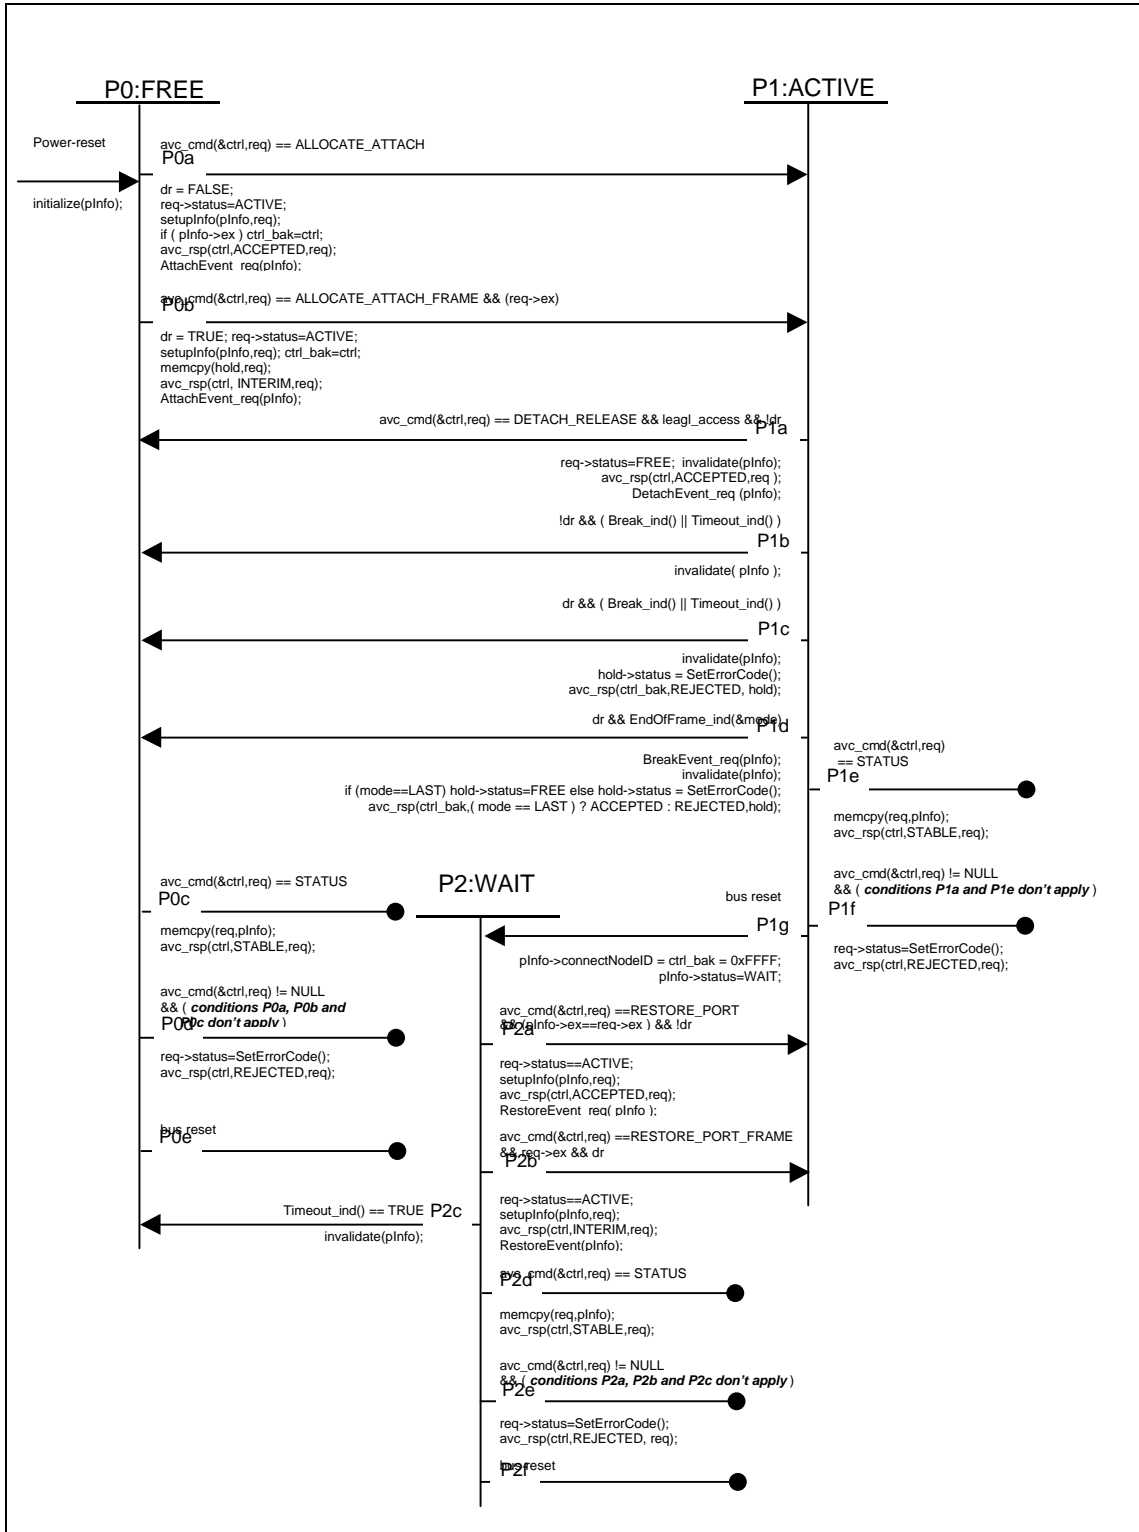 P0:FREE
P1:ACTIVE
Power-reset
initialize(pInfo);
avc_cmd(&ctrl,req) == ALLOCATE_ATTACH
P0a
dr = FALSE;
req->status=ACTIVE;
setupInfo(pInfo,req);
if ( pInfo->ex ) ctrl_bak=ctrl;
avc_rsp(ctrl,ACCEPTED,req);
AttachEvent_req(pInfo);
avc_cmd(&ctrl,req) == ALLOCATE_ATTACH_FRAME && (req->ex)
P0b
dr = TRUE; req->status=ACTIVE;
setupInfo(pInfo,req); ctrl_bak=ctrl;
memcpy(hold,req);
avc_rsp(ctrl, INTERIM,req);
AttachEvent_req(pInfo);
avc_cmd(&ctrl,req) == DETACH_RELEASE && leagl_access && !dr
P1a
req->status=FREE; invalidate(pInfo);
avc_rsp(ctrl,ACCEPTED,req );
DetachEvent_req (pInfo);
!dr && ( Break_ind() || Timeout_ind() )
P1b
invalidate( pInfo );
dr && ( Break_ind() || Timeout_ind() )
P1c
invalidate(pInfo);
hold->status = SetErrorCode();
avc_rsp(ctrl_bak,REJECTED, hold);
dr && EndOfFrame_ind(&mode)
P1d
BreakEvent_req(pInfo);
invalidate(pInfo);
if (mode==LAST) hold->status=FREE else hold->status = SetErrorCode();
avc_rsp(ctrl_bak,( mode == LAST ) ? ACCEPTED : REJECTED,hold);
avc_cmd(&ctrl,req)
== STATUS
P1e
memcpy(req,pInfo);
avc_rsp(ctrl,STABLE,req);
avc_cmd(&ctrl,req) != NULL
&& ( conditions P1a and P1e don't apply )
P1f
req->status=SetErrorCode();
avc_rsp(ctrl,REJECTED,req);
avc_cmd(&ctrl,req) == STATUS
P0c
memcpy(req,pInfo);
avc_rsp(ctrl,STABLE,req);
P2:WAIT
bus reset
P1g
pInfo->connectNodeID = ctrl_bak = 0xFFFF;
pInfo->status=WAIT;
avc_cmd(&ctrl,req) != NULL
&& ( conditions P0a, P0b and
P0c don't apply )
P0d
req->status=SetErrorCode();
avc_rsp(ctrl,REJECTED,req);
avc_cmd(&ctrl,req) ==RESTORE_PORT
&& (pInfo->ex==req->ex ) && !dr
P2a
req->status==ACTIVE;
setupInfo(pInfo,req);
avc_rsp(ctrl,ACCEPTED,req);
RestoreEvent_req( pInfo );
bus reset
P0e
avc_cmd(&ctrl,req) ==RESTORE_PORT_FRAME
&& req->ex && dr
P2b
req->status==ACTIVE;
setupInfo(pInfo,req);
avc_rsp(ctrl,INTERIM,req);
RestoreEvent(pInfo);
Timeout_ind() == TRUE
P2c
invalidate(pInfo);
avc_cmd(&ctrl,req) == STATUS
P2d
memcpy(req,pInfo);
avc_rsp(ctrl,STABLE,req);
avc_cmd(&ctrl,req) != NULL
&& ( conditions P2a, P2b and P2c don't apply )
P2e
req->status=SetErrorCode();
avc_rsp(ctrl,REJECTED, req);
bus reset
P2f